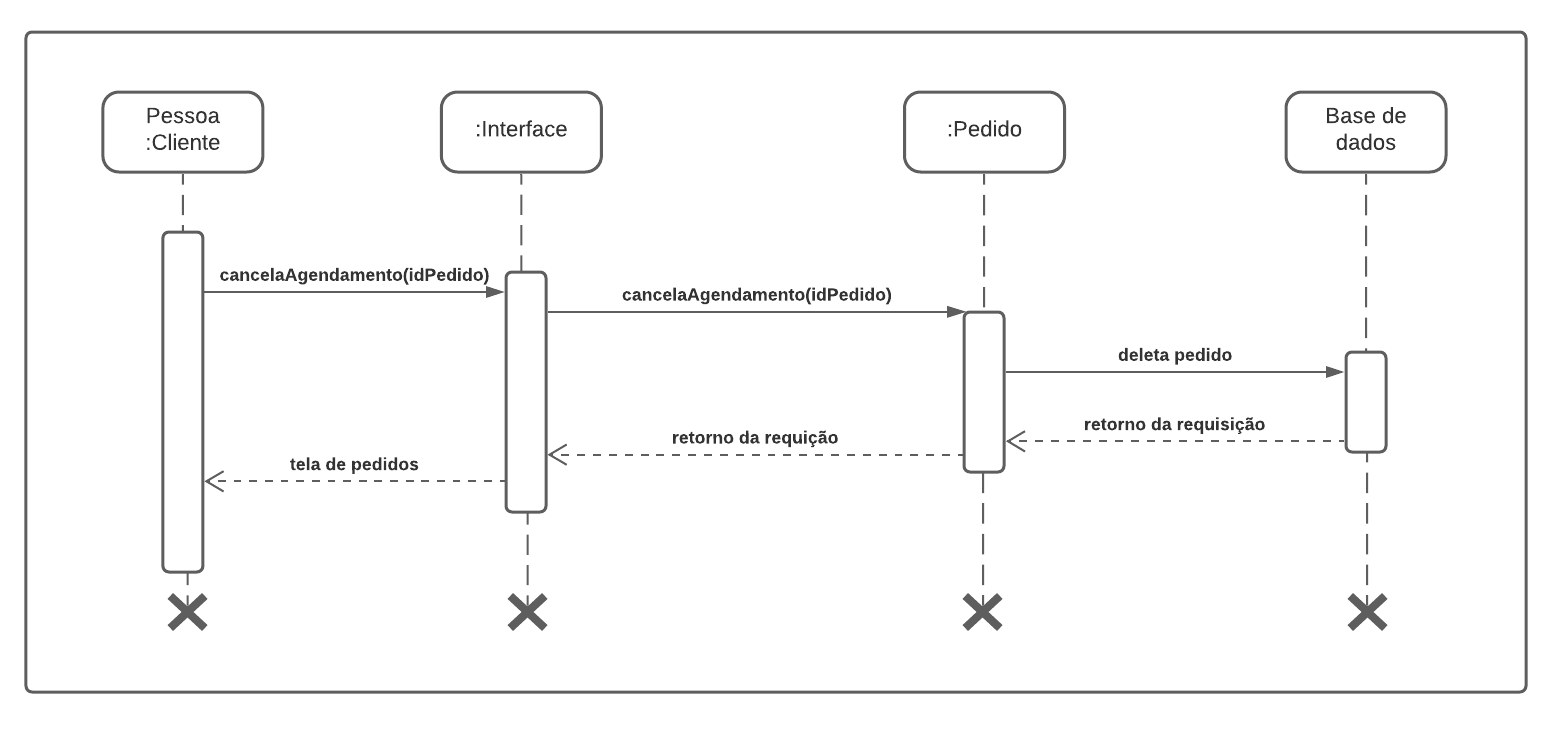 Pessoa
:Cliente
:Interface
:Pedido
Base de
dados
cancelaAgendamento(idPedido)
cancelaAgendamento(idPedido)
deleta pedido
retorno da requisição
retorno da requição
tela de pedidos